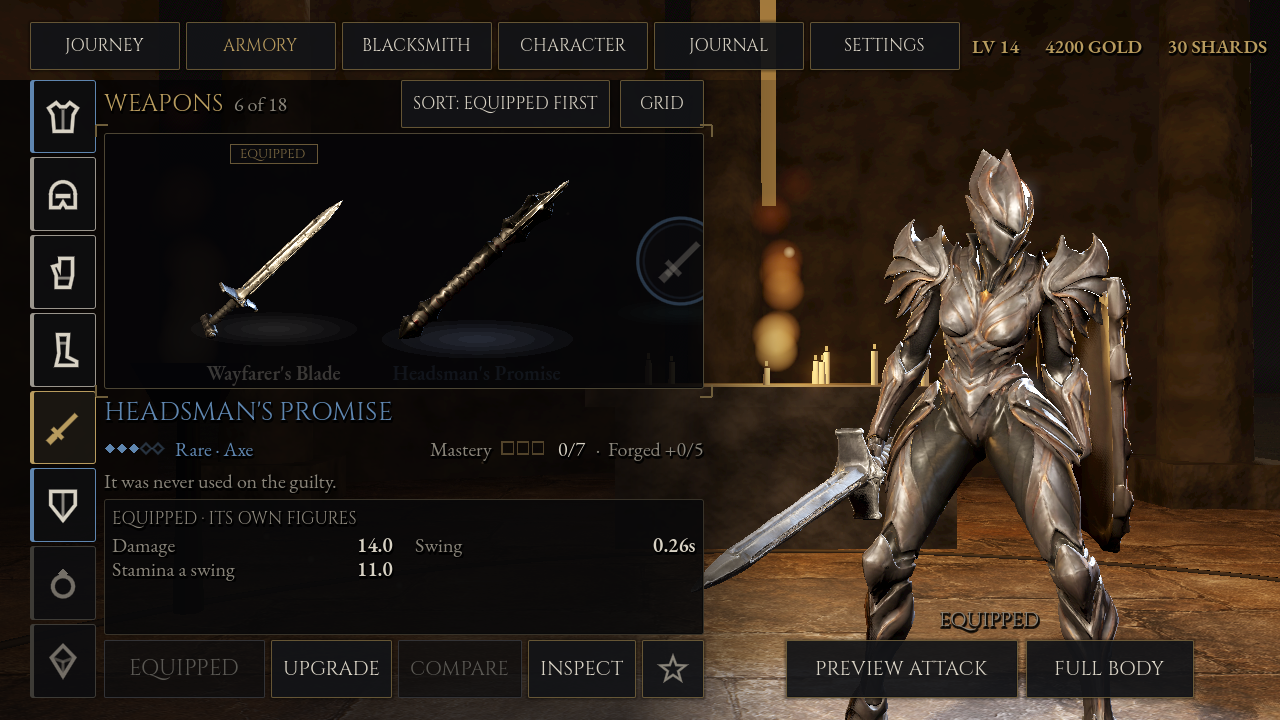 JOURNEY ARMORY BLACKSMITH CHARACTER JOURNAL SETTINGS LV 14 4200 GOLD 30 SHARDS
WEAPONS 6 of 18 SORT: EQUIPPED FIRST GRID
EQUIPPED
Wayfarer's Blade Headsman's Promise
HEADSMAN'S PROMISE
Rare · Axe Mastery 0/7 · Forged +0/5
It was never used on the guilty.
EQUIPPED · ITS OWN FIGURES
Damage 14.0 Swing 0.26s
Stamina a swing 11.0
EQUIPPED
EQUIPPED UPGRADE COMPARE INSPECT PREVIEW ATTACK FULL BODY